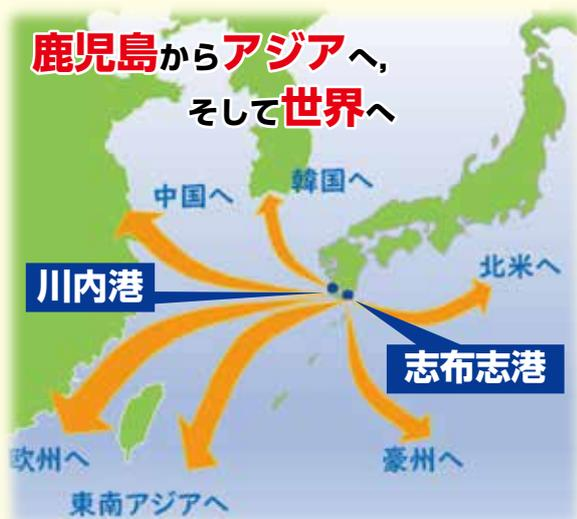 鹿児島からアジアへ,
そして世界へ
中国へ
韓国へ
北米へ
川内港
志布志港
欧州へ
豪州へ
東南アジアへ